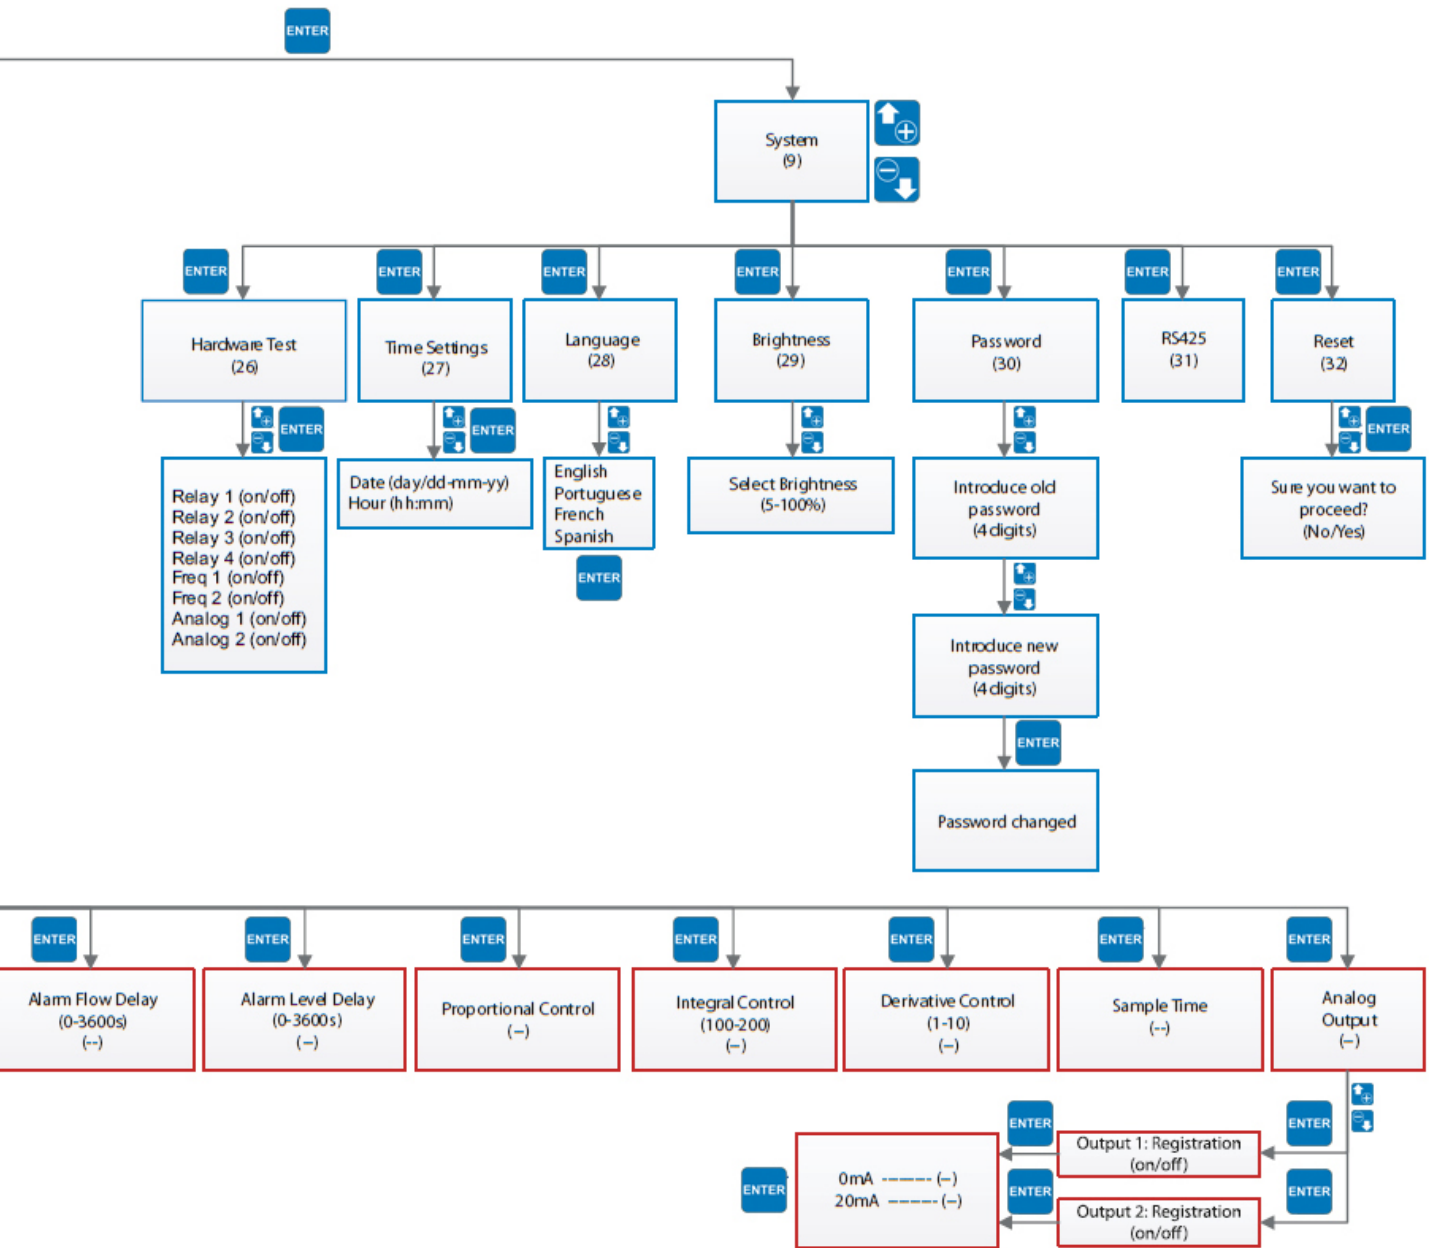 ENTER
System
(9)
ENTER
ENTER
ENTER
ENTER
ENTER
ENTER
ENTER
Hardware Test
(26)
Time Settings
(27)
Language
(28)
Brightness
(29)
Password
(30)
RS425
(31)
Reset
(32)
ENTER
ENTER
ENTER
Relay 1 (on/off)
Relay 2 (on/off)
Relay 3 (on/off)
Relay 4 (on/off)
Freq 1 (on/off)
Freq 2 (on/off)
Analog 1 (on/off)
Analog 2 (on/off)
Date (day/dd-mm-yy)
Hour (hh:mm)
English
Portuguese
French
Spanish
ENTER
Select Brightness
(5-100%)
Introduce old
password
(4 digits)
Sure you want to
proceed?
(No/Yes)
Introduce new
password
(4 digits)
ENTER
Password changed
ENTER
ENTER
ENTER
ENTER
ENTER
ENTER
ENTER
Alarm Flow Delay
(0-3600s)
(--)
Alarm Level Delay
(0-3600s)
(–)
Proportional Control
(–)
Integral Control
(100-200)
(–)
Derivative Control
(1-10)
(–)
Sample Time
(--)
Analog
Output
(–)
ENTER
ENTER
Output 1: Registration
(on/off)
ENTER
0mA -------- (–)
20mA -------- (–)
ENTER
ENTER
Output 2: Registration
(on/off)